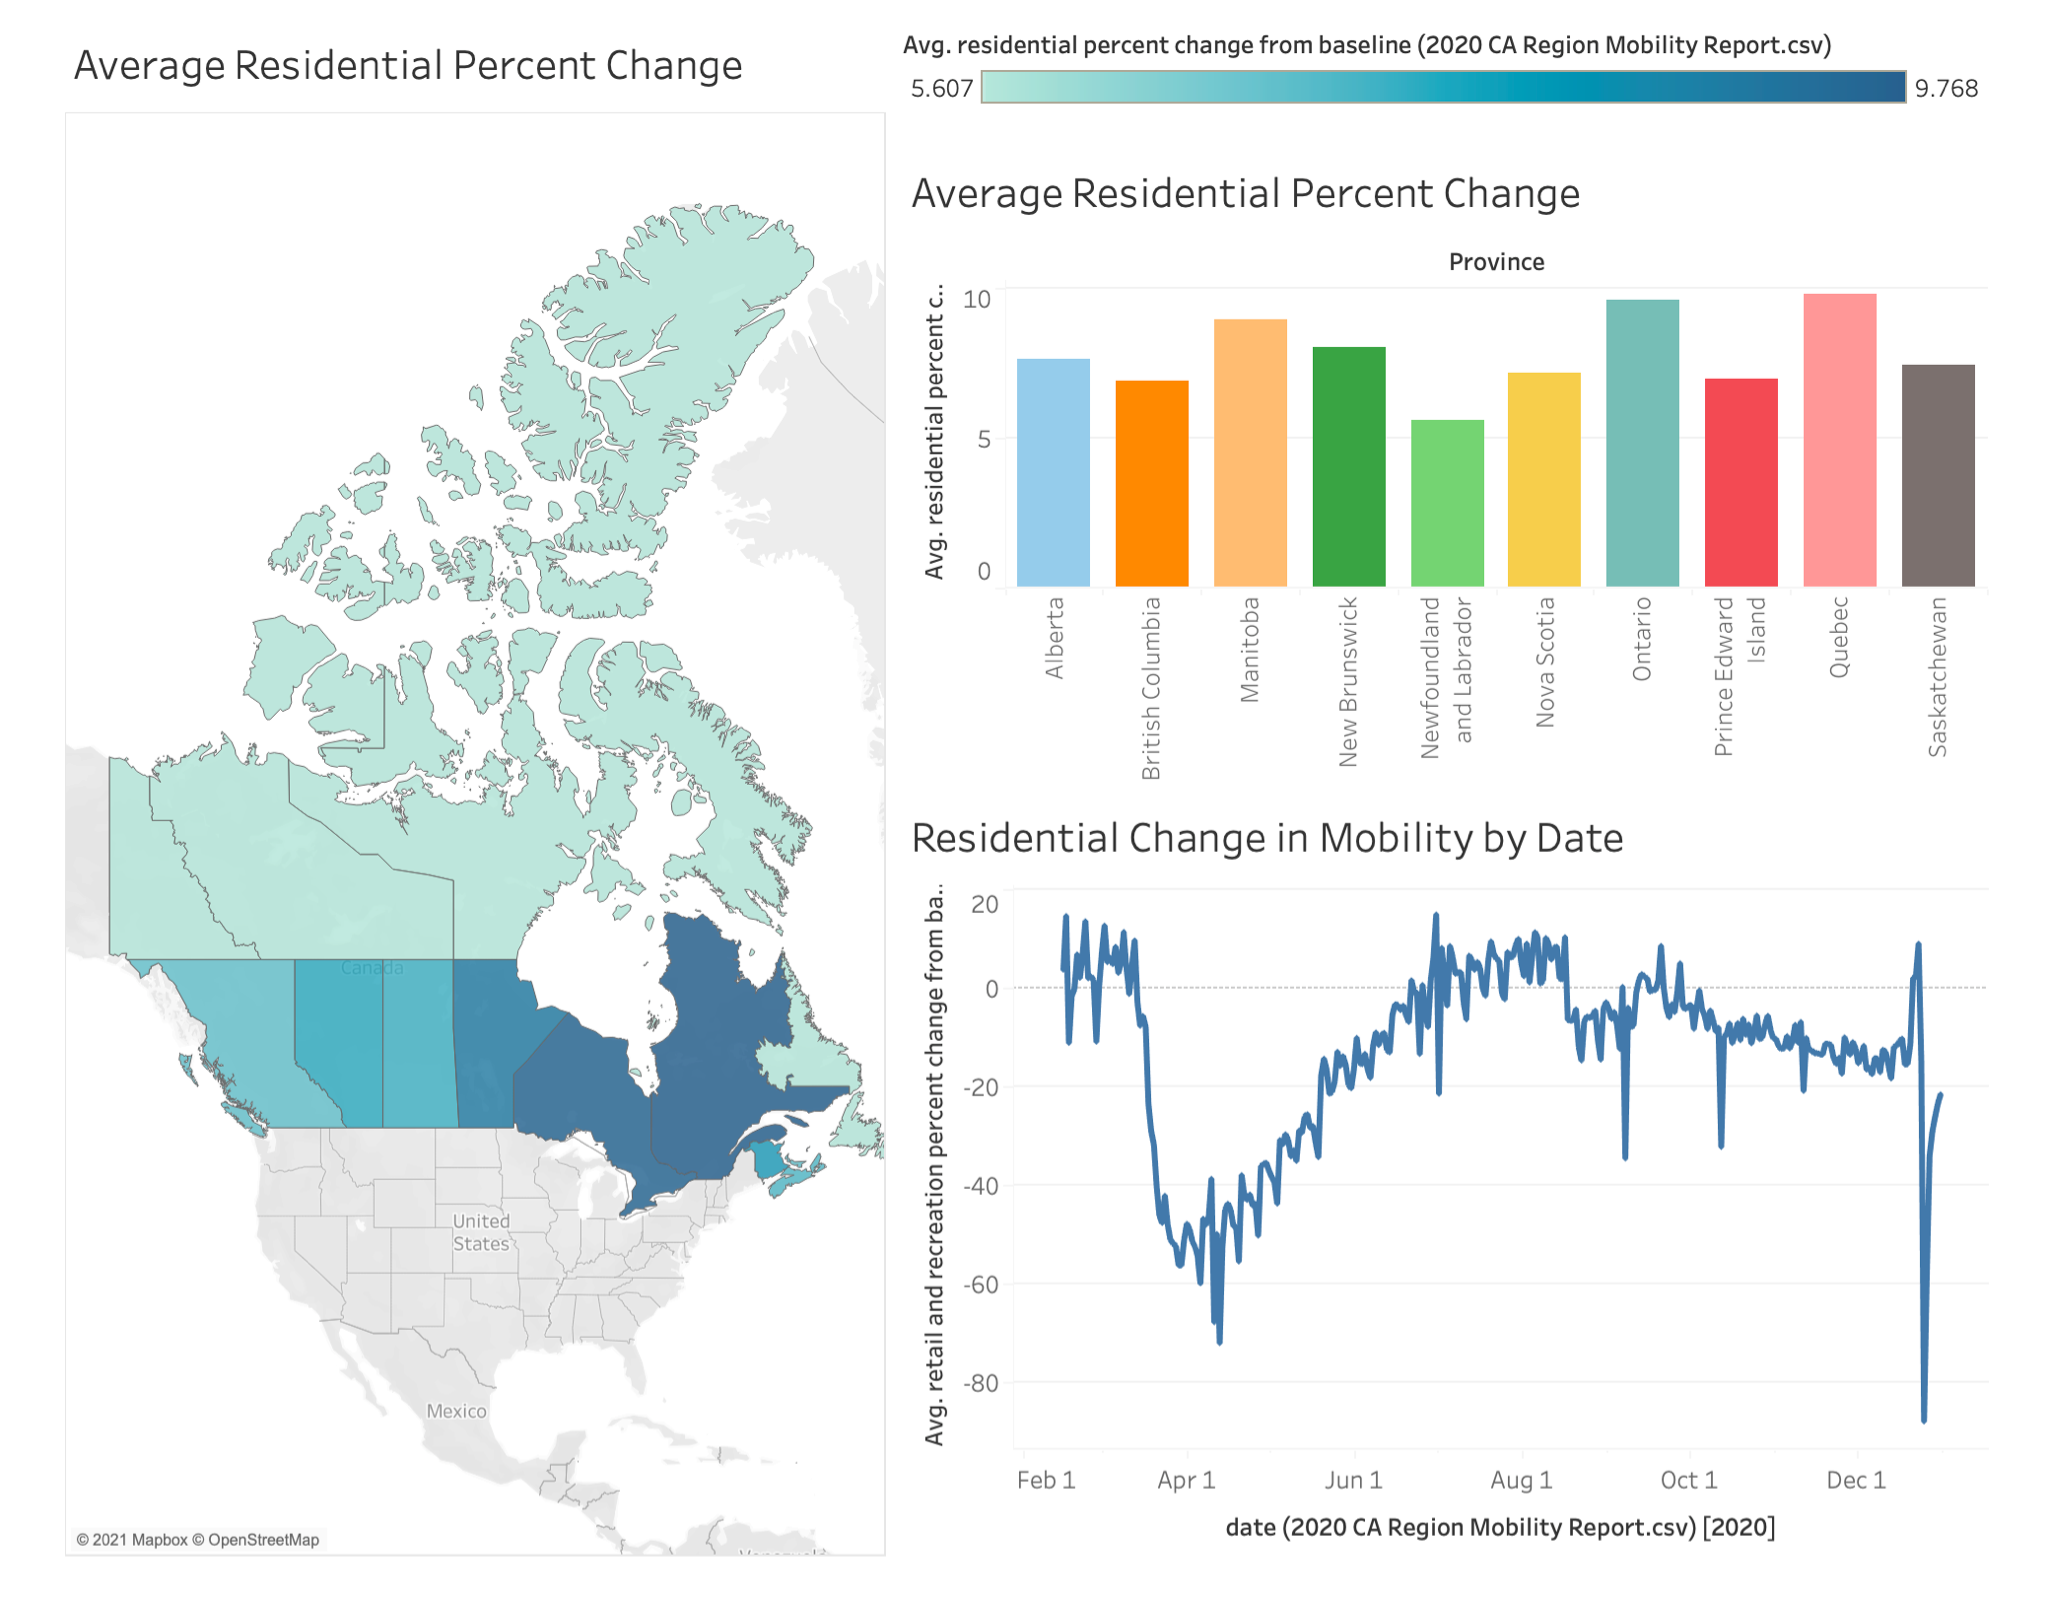 Average Residential Percent Change
Avg. residential percent change from baseline (2020 CA Region Mobility Report.csv)
5.607
9.768
Canada
United
States
Mexico
© 2021 Mapbox © OpenStreetMap
Average Residential Percent Change
Province
Avg. residential percent c..
10
5
0
Alberta
British Columbia
Manitoba
New Brunswick
Newfoundland
and Labrador
Nova Scotia
Ontario
Prince Edward
Island
Quebec
Saskatchewan
Residential Change in Mobility by Date
Avg. retail and recreation percent change from ba..
20
0
-20
-40
-60
-80
Feb 1
Apr 1
Jun 1
Aug 1
Oct 1
Dec 1
date (2020 CA Region Mobility Report.csv) [2020]